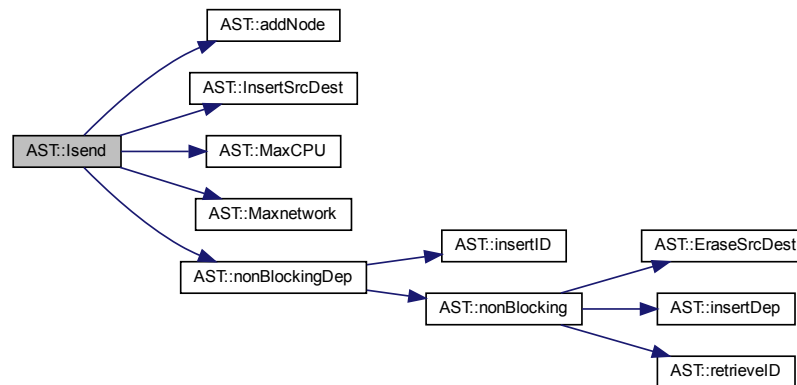 AST::addNode
AST::InsertSrcDest
AST::Isend
AST::MaxCPU
AST::Maxnetwork
AST::insertID
AST::EraseSrcDest
AST::nonBlockingDep
AST::nonBlocking
AST::insertDep
AST::retrieveID